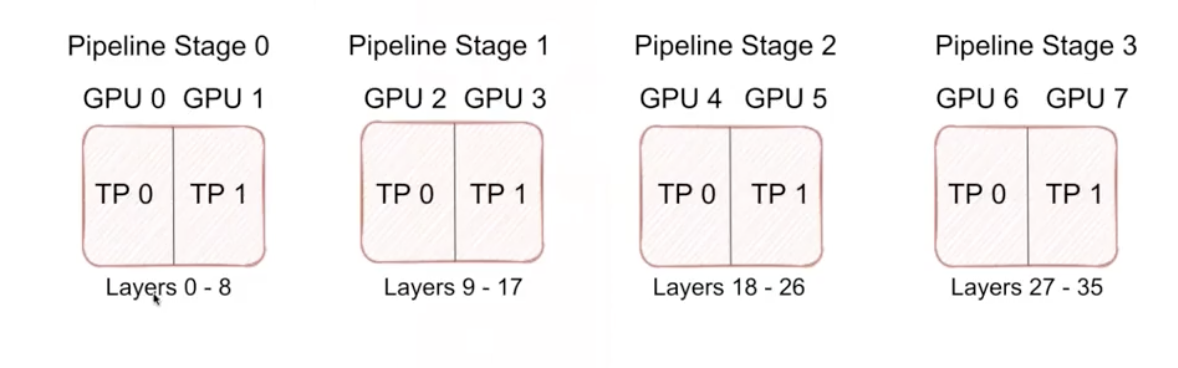 Pipeline Stage 0
GPU 0 GPU 1
TP 0 TP 1
Layers 0 - 8
Pipeline Stage 1
GPU 2 GPU 3
TP 0 TP 1
Layers 9 - 17
Pipeline Stage 2
GPU 4 GPU 5
TP 0 TP 1
Layers 18 - 26
Pipeline Stage 3
GPU 6 GPU 7
TP 0 TP 1
Layers 27 - 35